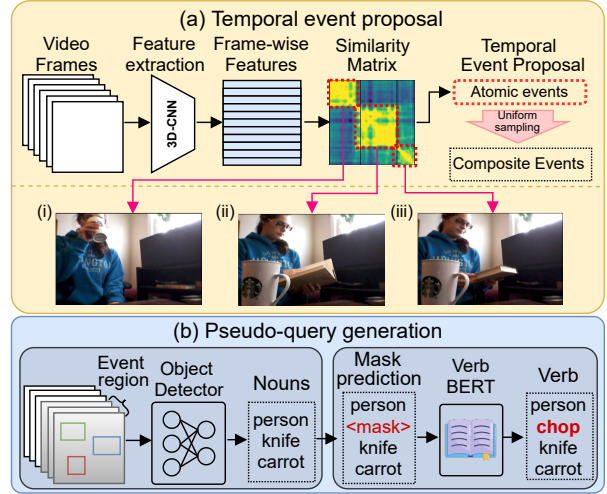 (a) Temporal event proposal
Video
Frames
Feature
extraction
Frame-wise
Features
Similarity
Matrix
Temporal
Event Proposal
3D-CNN
Atomic events
Uniform
sampling
Composite Events
(i)
(ii)
(iii)
(b) Pseudo-query generation
Event
region
Object
Detector
Nouns
person
knife
carrot
Mask
prediction
person
<mask>
knife
carrot
Verb
BERT
Verb
person
chop
knife
carrot